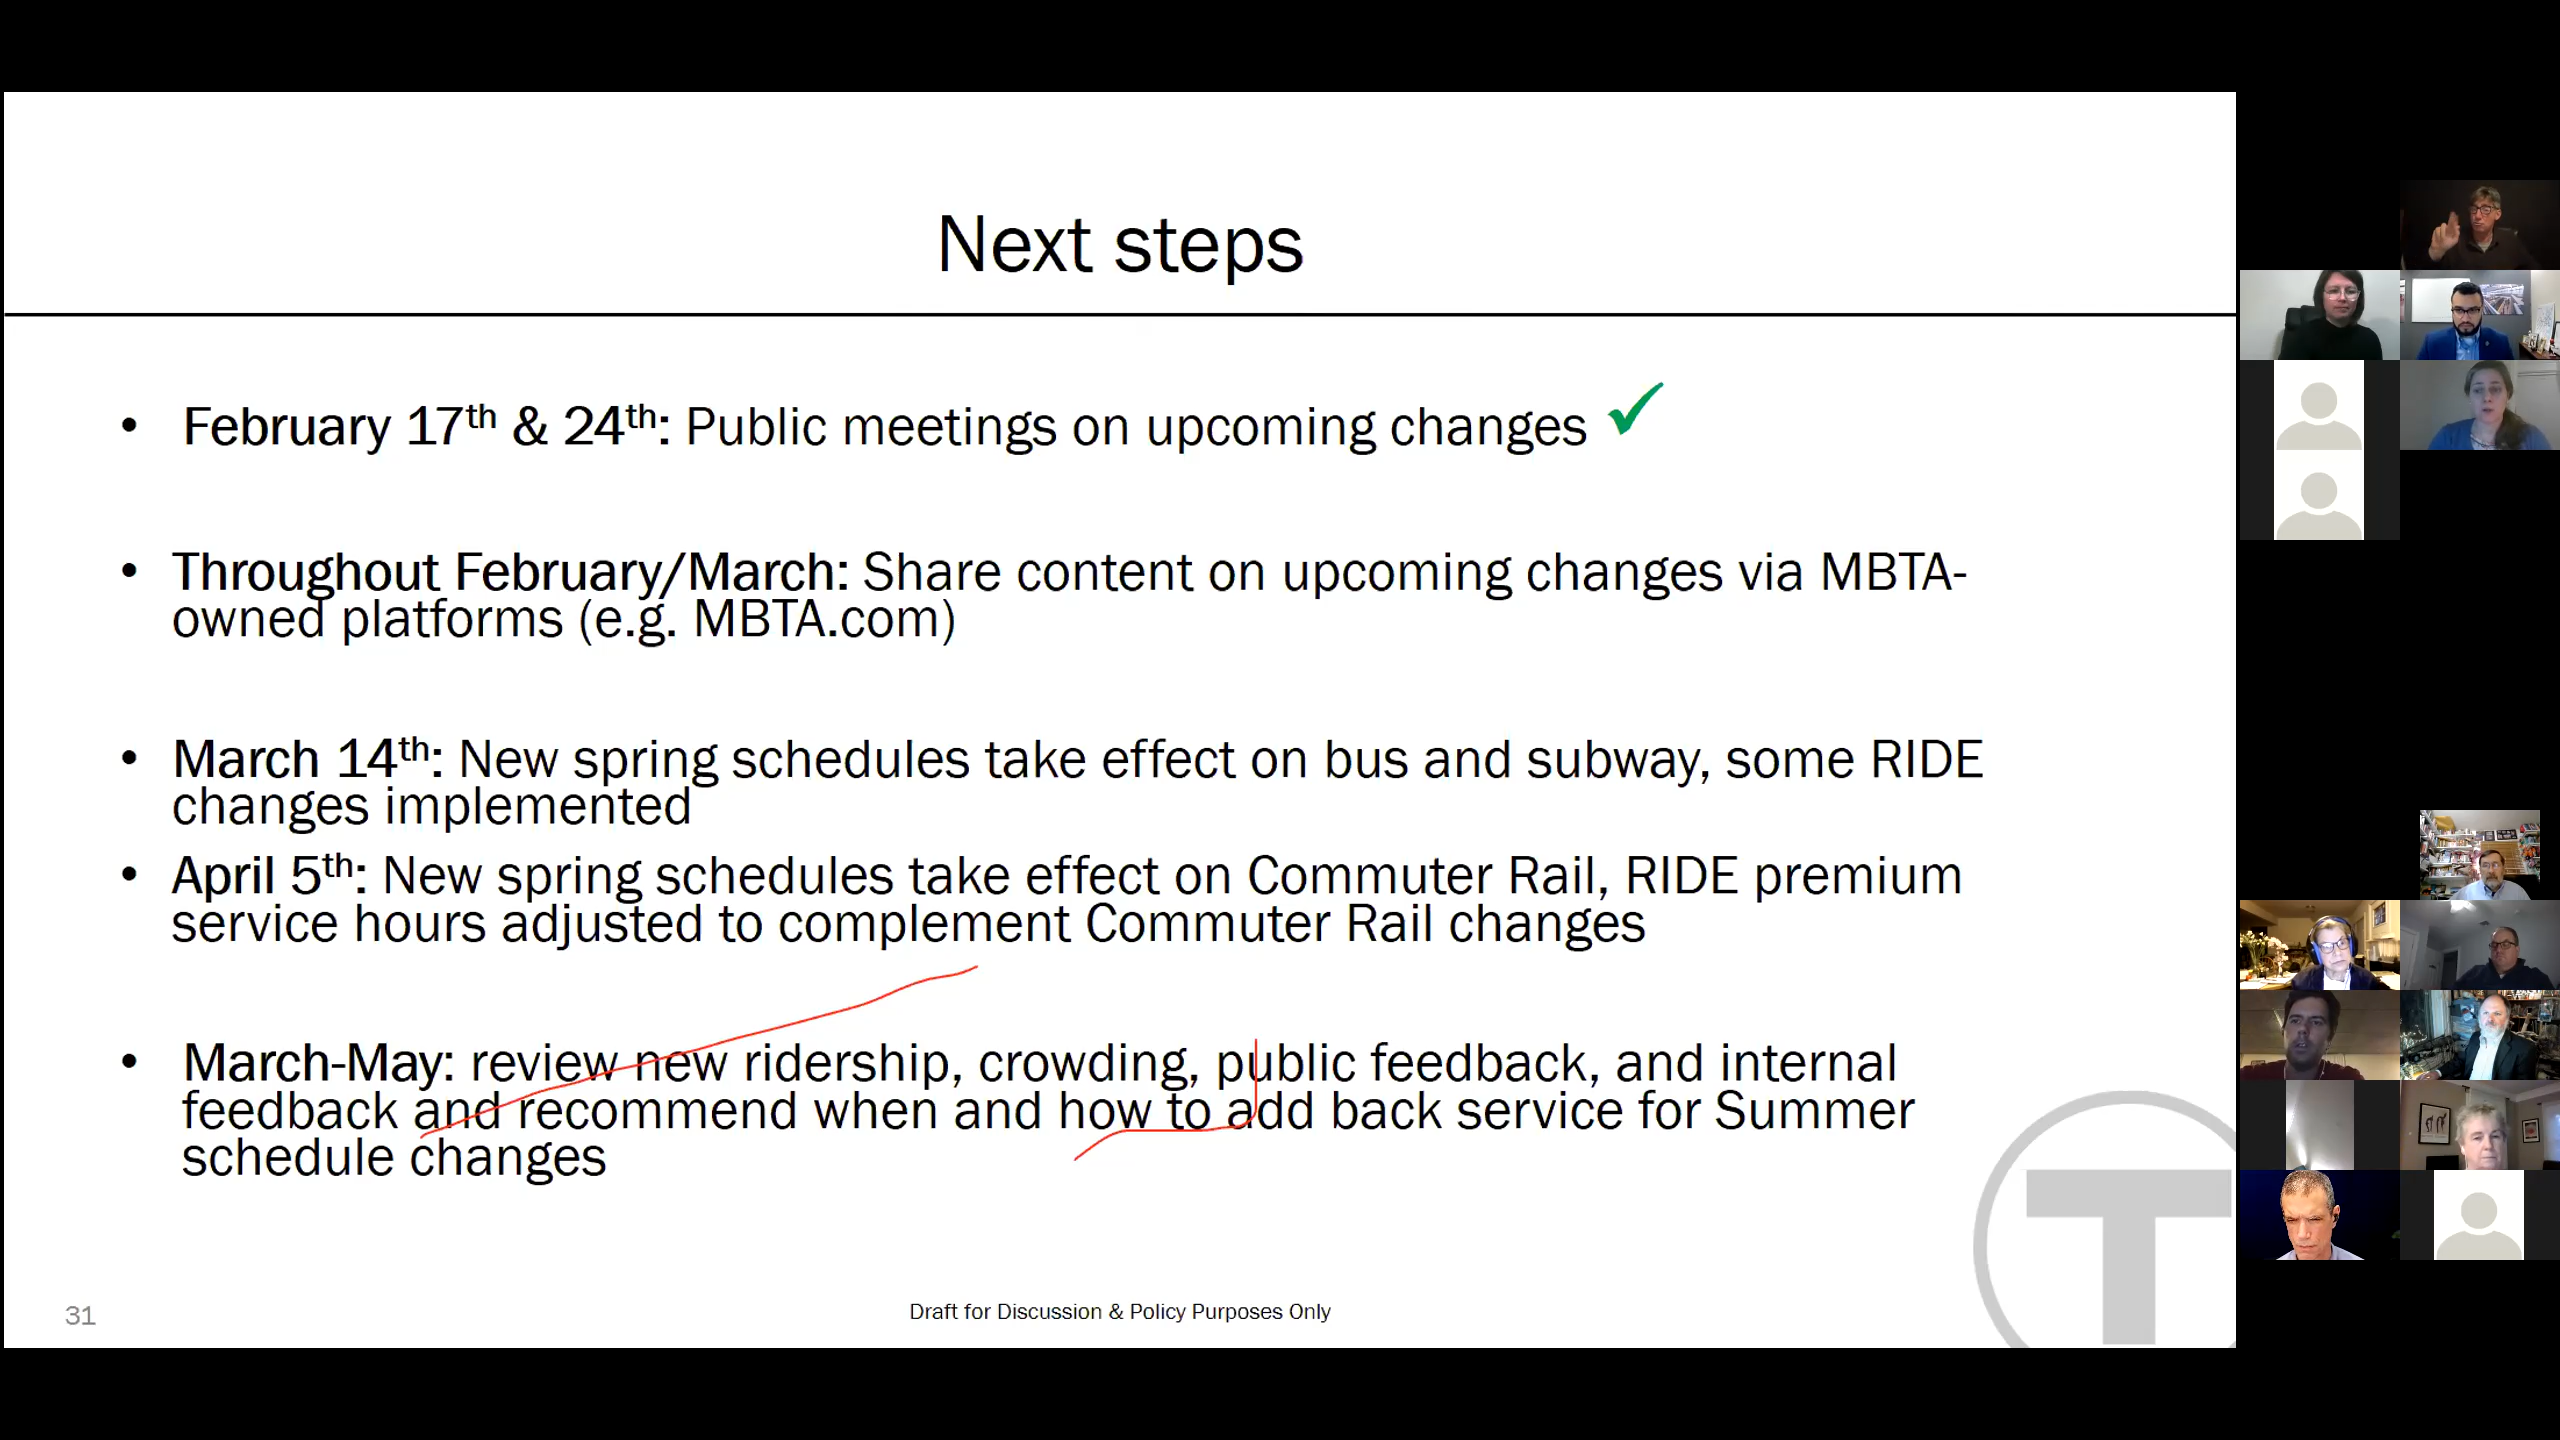 Next steps
• February 17th & 24th: Public meetings on upcoming changes ✓
• Throughout February/March: Share content on upcoming changes via MBTA-
owned platforms (e.g. MBTA.com)
• March 14th: New spring schedules take effect on bus and subway, some RIDE
changes implemented
• April 5th: New spring schedules take effect on Commuter Rail, RIDE premium
service hours adjusted to complement Commuter Rail changes
• March-May: review new ridership, crowding, public feedback, and internal
feedback and recommend when and how to add back service for Summer
schedule changes
31
Draft for Discussion & Policy Purposes Only
T